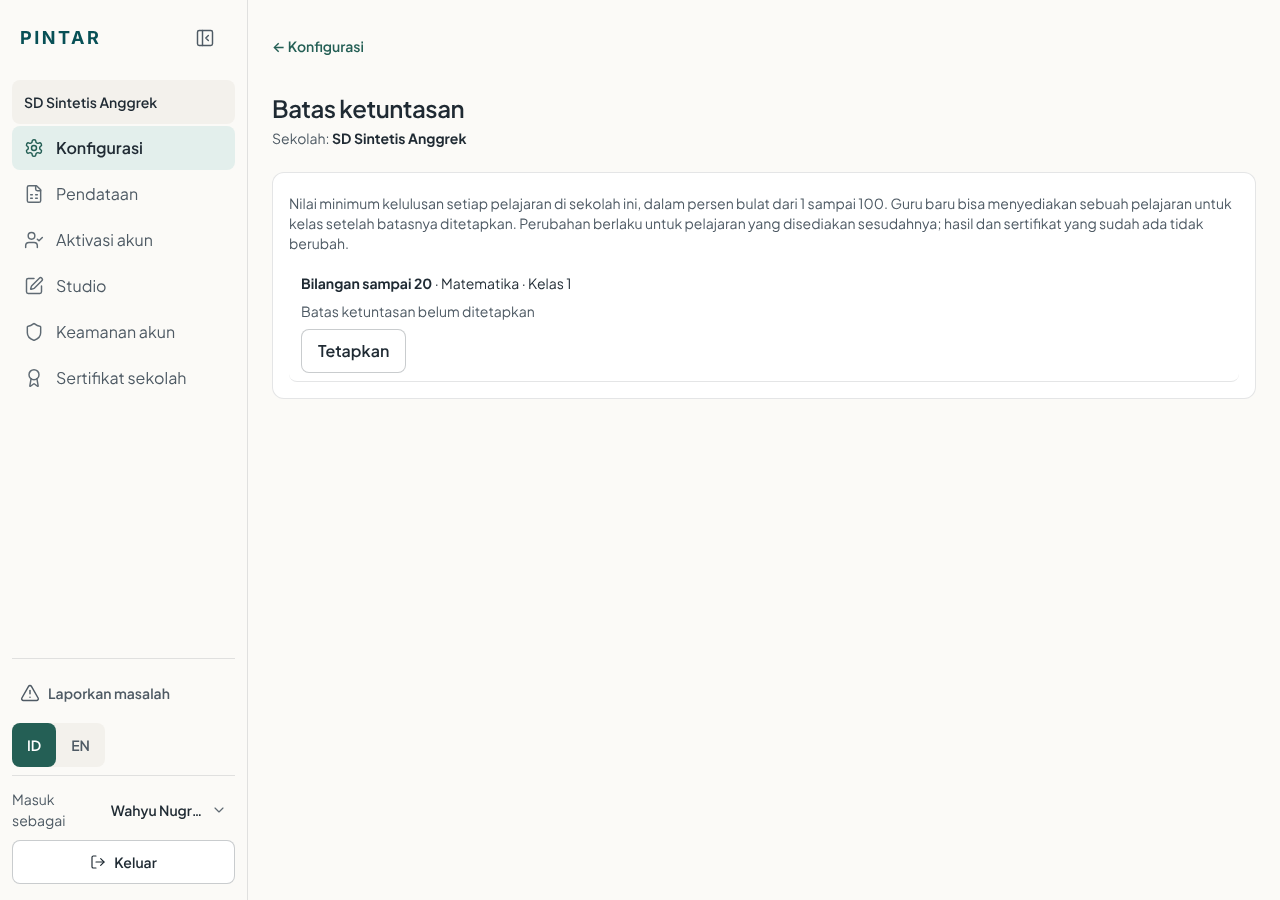 PINTAR
SD Sintetis Anggrek
Konfigurasi
Pendataan
Aktivasi akun
Studio
Keamanan akun
Sertifikat sekolah
Laporkan masalah
ID EN
Masuk sebagai
Wahyu Nugr…
Keluar
← Konfigurasi
Batas ketuntasan
Sekolah: SD Sintetis Anggrek
Nilai minimum kelulusan setiap pelajaran di sekolah ini, dalam persen bulat dari 1 sampai 100. Guru baru bisa menyediakan sebuah pelajaran untuk
kelas setelah batasnya ditetapkan. Perubahan berlaku untuk pelajaran yang disediakan sesudahnya; hasil dan sertifikat yang sudah ada tidak
berubah.
Bilangan sampai 20 · Matematika · Kelas 1
Batas ketuntasan belum ditetapkan
Tetapkan